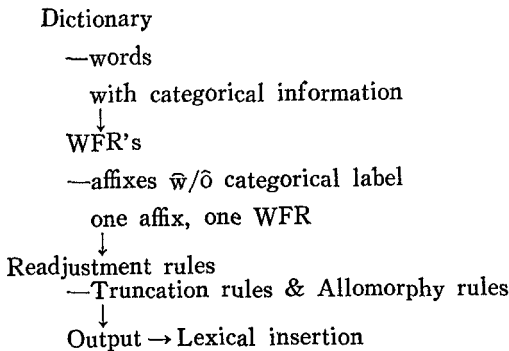 Dictionary
—words
with categorical information
↓
WFR's
—affixes ŵ/ô categorical label
one affix, one WFR
↓
Readjustment rules
—Truncation rules & Allomorphy rules
↓
Output → Lexical insertion